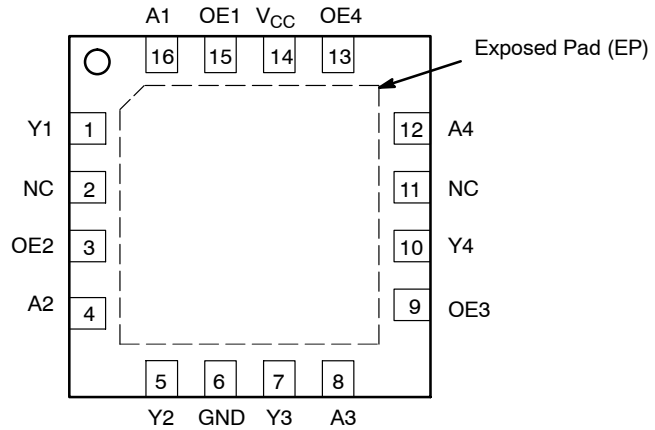 A1 OE1 VCC OE4
16 15 14 13
Exposed Pad (EP)
Y1 1 12 A4
NC 2 11 NC
OE2 3 10 Y4
A2 4 9 OE3
5 6 7 8
Y2 GND Y3 A3